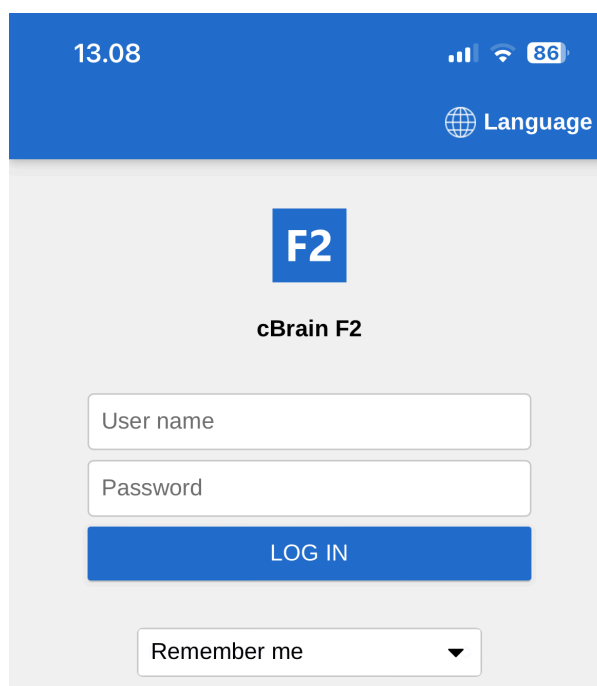 13.08
86
Language
F2
cBrain F2
User name
Password
LOG IN
Remember me